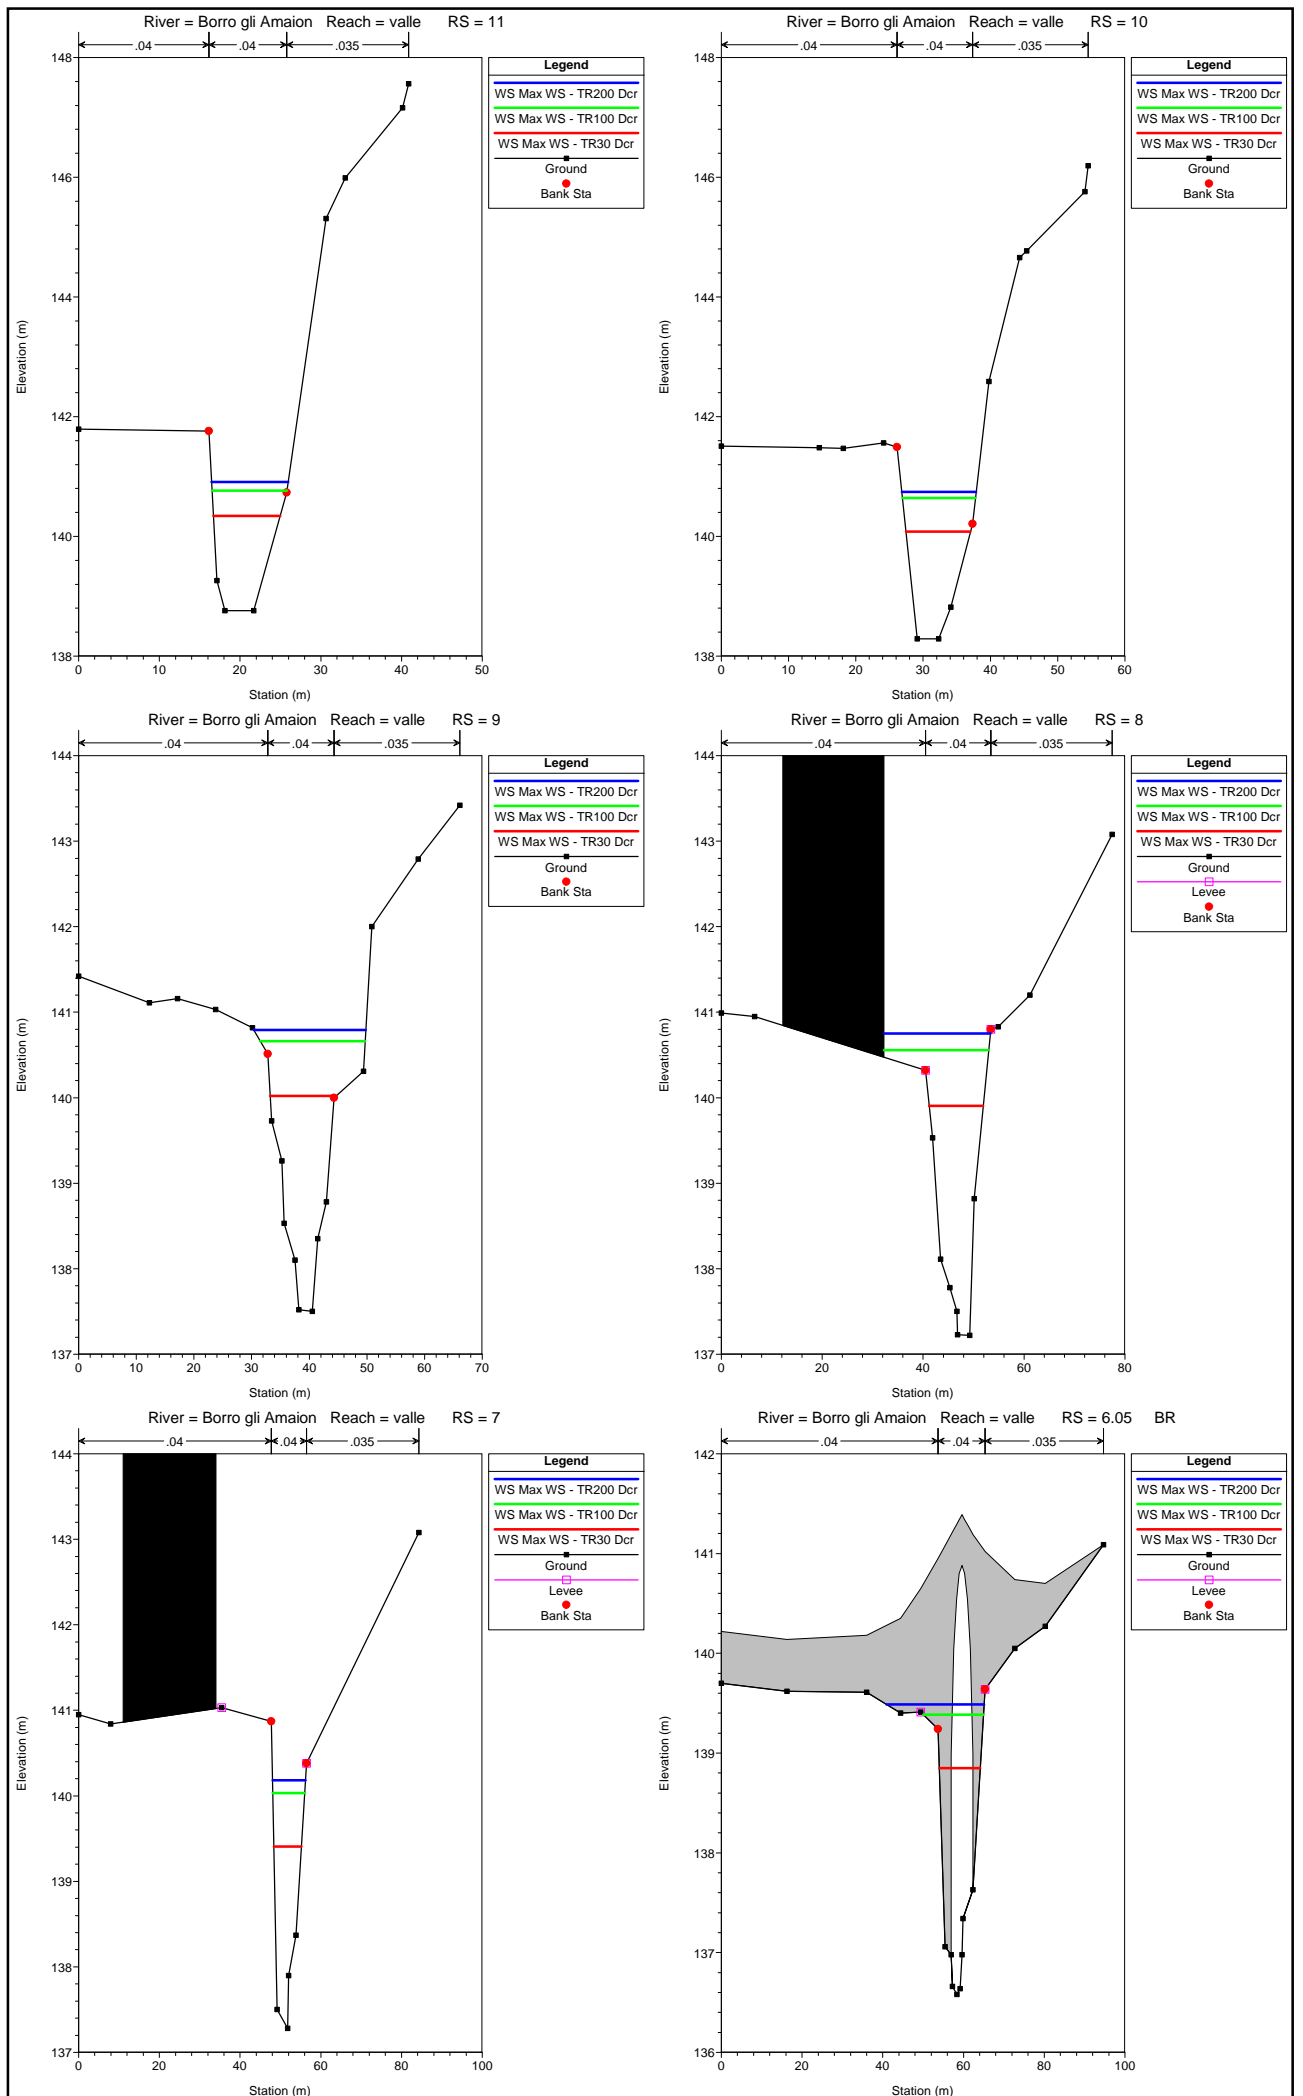 River = Borro gli Amaion Reach = valle RS = 11
.04 .04 .035
148
146
144
142
140
138
Elevation (m)
0 10 20 30 40 50
Station (m)
Legend
WS Max WS - TR200 Dcr
WS Max WS - TR100 Dcr
WS Max WS - TR30 Dcr
Ground
Bank Sta
River = Borro gli Amaion Reach = valle RS = 10
.04 .04 .035
148
146
144
142
140
138
Elevation (m)
0 10 20 30 40 50 60
Station (m)
Legend
WS Max WS - TR200 Dcr
WS Max WS - TR100 Dcr
WS Max WS - TR30 Dcr
Ground
Bank Sta
River = Borro gli Amaion Reach = valle RS = 9
.04 .04 .035
144
143
142
141
140
139
138
137
Elevation (m)
0 10 20 30 40 50 60 70
Station (m)
Legend
WS Max WS - TR200 Dcr
WS Max WS - TR100 Dcr
WS Max WS - TR30 Dcr
Ground
Bank Sta
River = Borro gli Amaion Reach = valle RS = 8
.04 .04 .035
144
143
142
141
140
139
138
137
Elevation (m)
0 20 40 60 80
Station (m)
Legend
WS Max WS - TR200 Dcr
WS Max WS - TR100 Dcr
WS Max WS - TR30 Dcr
Ground
Levee
Bank Sta
River = Borro gli Amaion Reach = valle RS = 7
.04 .04 .035
144
143
142
141
140
139
138
137
Elevation (m)
0 20 40 60 80 100
Station (m)
Legend
WS Max WS - TR200 Dcr
WS Max WS - TR100 Dcr
WS Max WS - TR30 Dcr
Ground
Levee
Bank Sta
River = Borro gli Amaion Reach = valle RS = 6.05 BR
.04 .04 .035
142
141
140
139
138
137
136
Elevation (m)
0 20 40 60 80 100
Station (m)
Legend
WS Max WS - TR200 Dcr
WS Max WS - TR100 Dcr
WS Max WS - TR30 Dcr
Ground
Levee
Bank Sta